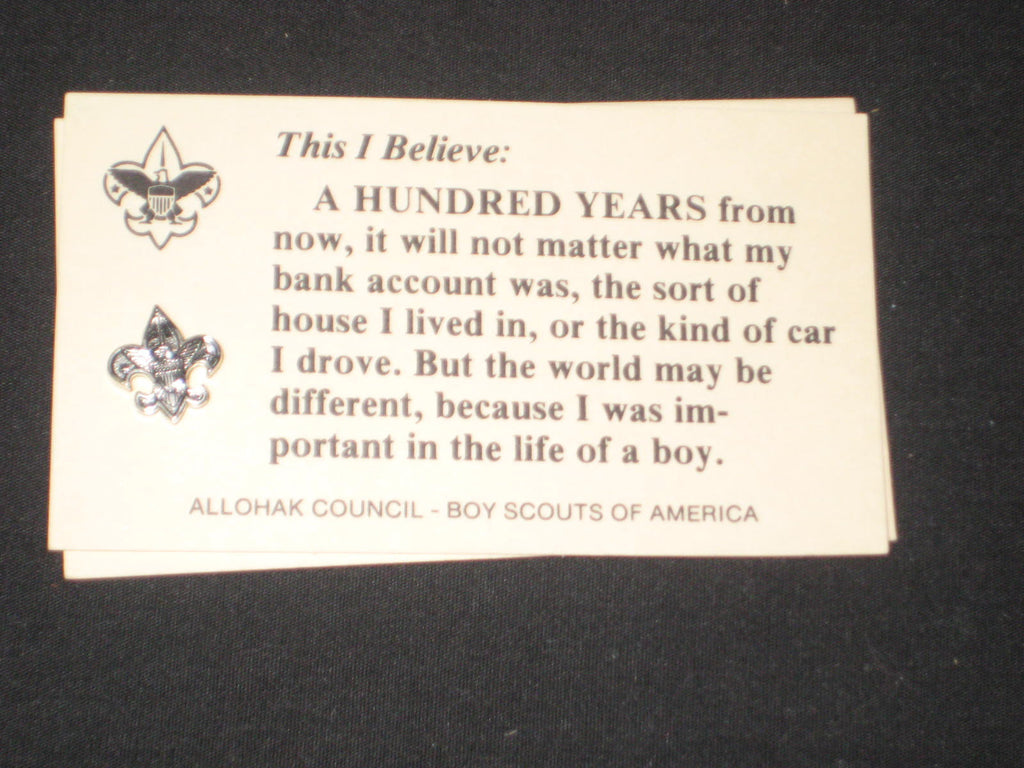 This I Believe:
A HUNDRED YEARS from
now, it will not matter what my
bank account was, the sort of
house I lived in, or the kind of car
I drove. But the world may be
different, because I was im-
portant in the life of a boy.
ALLOHAK COUNCIL - BOY SCOUTS OF AMERICA